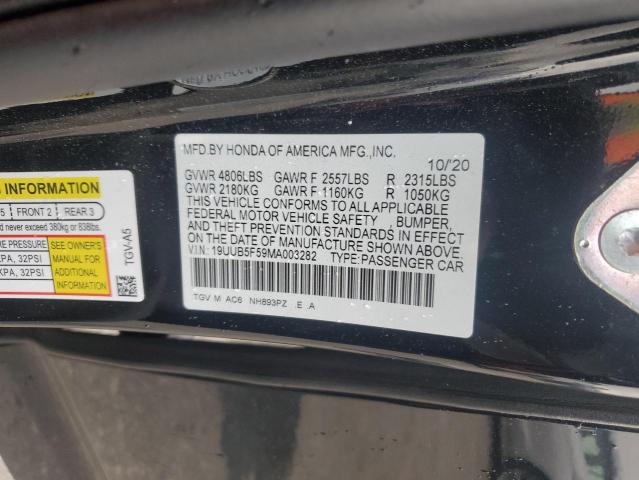 MFD.BY HONDA OF AMERICA MFG.,INC.
10/20
GVWR 4806LBS GAWR F 2557LBS R 2315LBS
GVWR 2180KG GAWR F 1160KG R 1050KG
THIS VEHICLE CONFORMS TO ALL APPLICABLE
FEDERAL MOTOR VEHICLE SAFETY, BUMPER,
AND THEFT PREVENTION STANDARDS IN EFFECT
ON THE DATE OF MANUFACTURE SHOWN ABOVE.
V.I.N: 19UUB5F59MA003282 TYPE:PASSENGER CAR
TGV M AC6 NH893PZ .E .A
INFORMATION
5 FRONT 2 REAR 3
d never exceed 380kg or 838lbs.
E PRESSURE
KPA, 32PSI
KPA, 32PSI
SEE OWNER'S
MANUAL FOR
ADDITIONAL
INFORMATION
TGV-A5